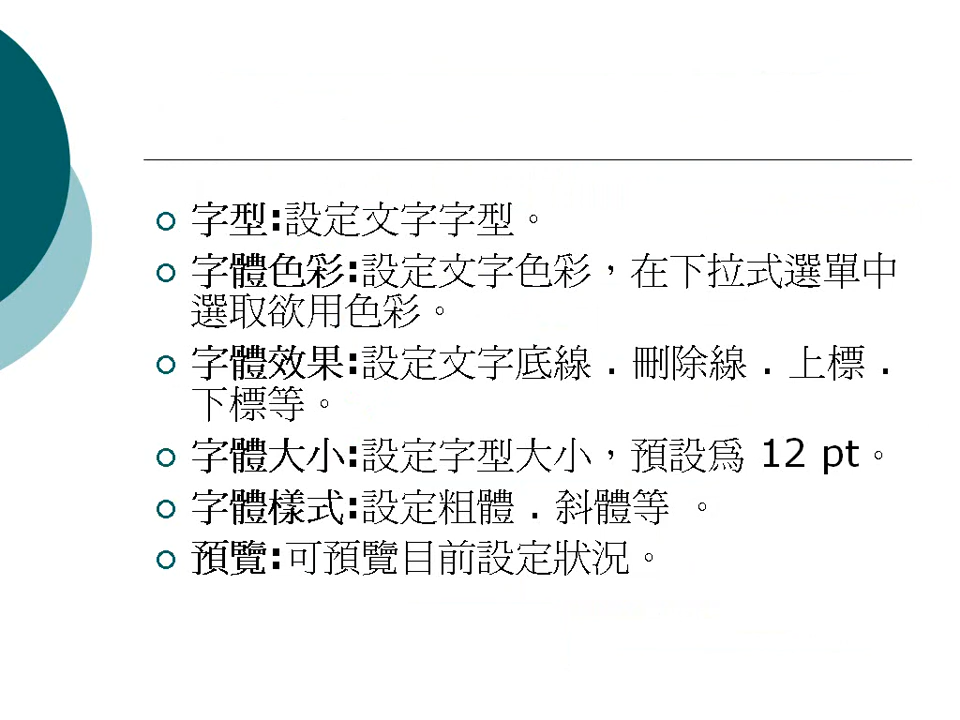 字型:設定文字字型。
字體色彩:設定文字色彩，在下拉式選單中
選取欲用色彩。
字體效果:設定文字底線．刪除線．上標．
下標等。
字體大小:設定字型大小，預設為 12 pt。
字體樣式:設定粗體．斜體等 。
預覽:可預覽目前設定狀況。